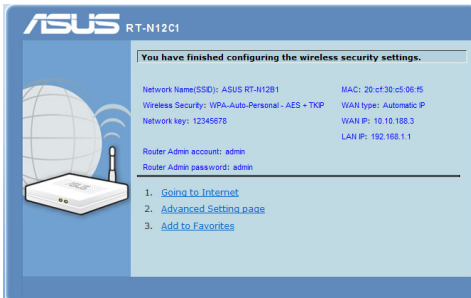 ASUS RT-N12C1
You have finished configuring the wireless security settings.
Network Name(SSID): ASUS RT-N12B1
Wireless Security: WPA-Auto-Personal - AES + TKIP
Network key: 12345678
MAC: 20:cf:30:c5:06:f5
WAN type: Automatic IP
WAN IP: 10.10.188.3
LAN IP: 192.168.1.1
Router Admin account: admin
Router Admin password: admin
1. Going to Internet
2. Advanced Setting page
3. Add to Favorites